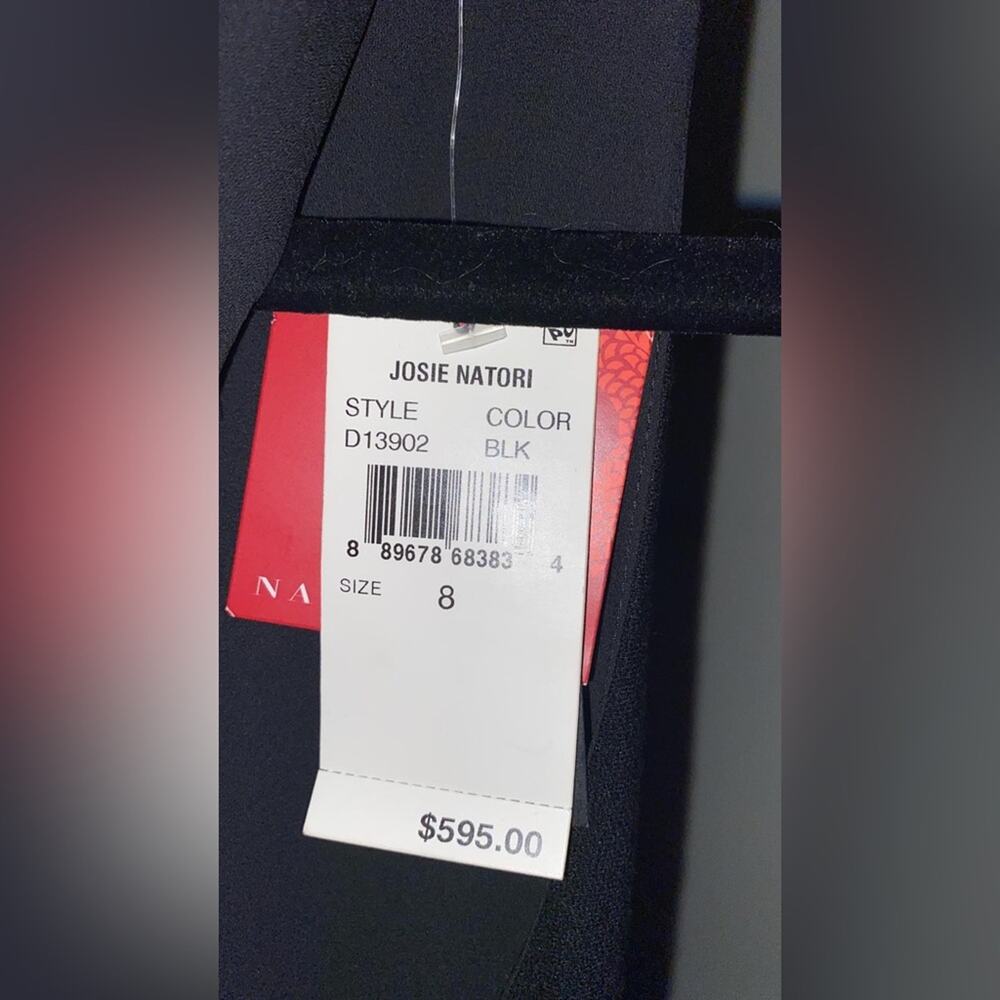 JOSIE NATORI
STYLE COLOR
D13902 BLK
8 89678 68383 4
SIZE 8
NA
$595.00